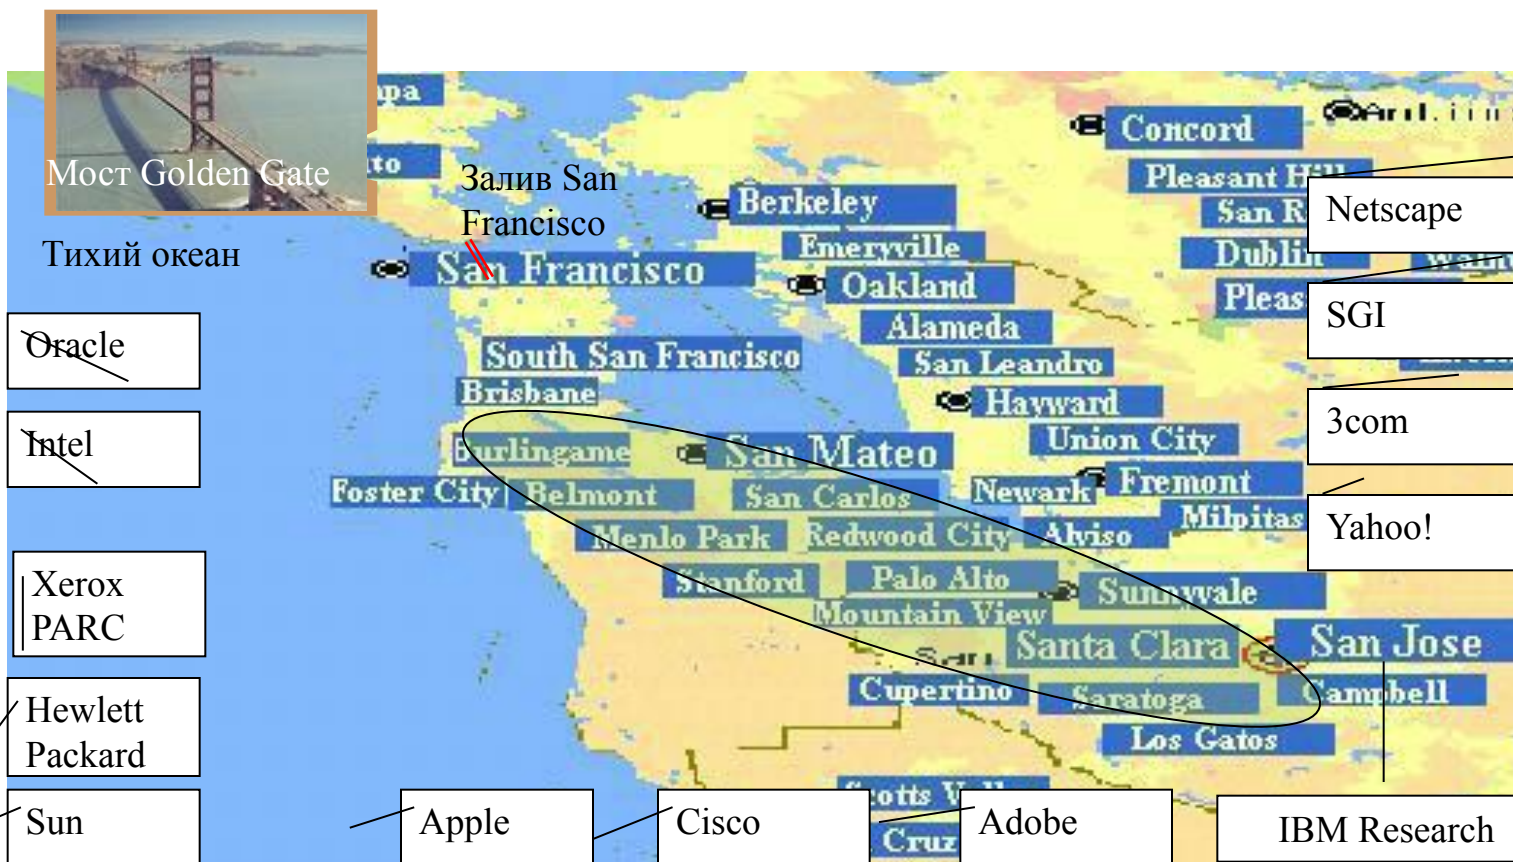 Мост Golden Gate
Залив San
Francisco
Тихий океан
Concord
Berkeley
Emeryville
San Francisco
Oakland
Alameda
Dublin
Netscape
SGI
3com
Yahoo!
Oracle
Intel
Xerox
PARC
Hewlett
Packard
Sun
South San Francisco
San Leandro
Brisbane
Hayward
Union City
Burlingame
San Mateo
Foster City
Belmont
San Carlos
Newark
Fremont
Menlo Park
Redwood City
Alviso
Milpitas
Stanford
Palo Alto
Sunnyvale
Mountain View
Santa Clara
San Jose
Cupertino
Saratoga
Campbell
Los Gatos
Apple
Cisco
Adobe
IBM Research
Cruz